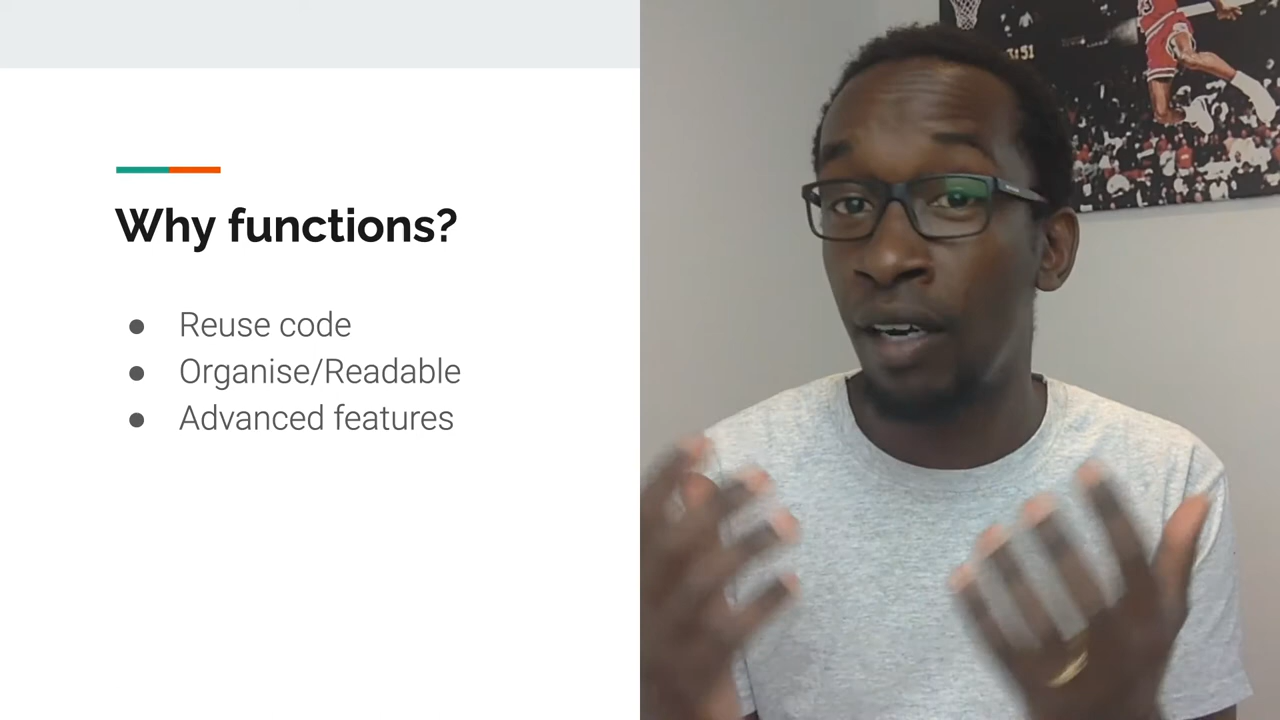 Why functions?
Reuse code
Organise/Readable
Advanced features